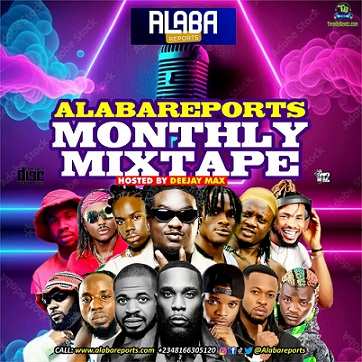 ALABA
REPORTS
ALABAREPORTS
MONTHLY
MIXTAPE
HOSTED BY DEEJAY MAX
CALL: www.alabareports.com +2348166305120 @Alabareports